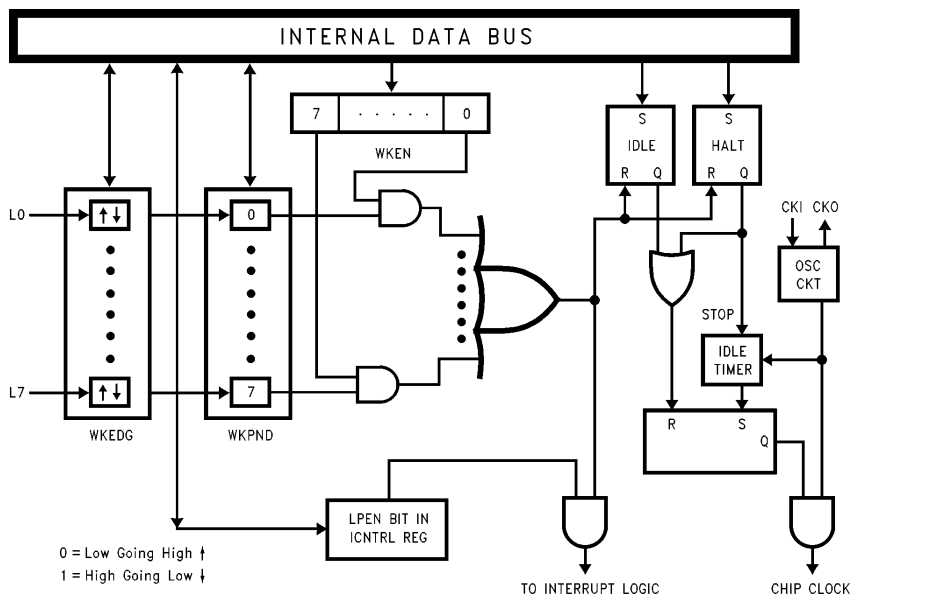 INTERNAL DATA BUS
7 · · · · · 0
WKEN
S
IDLE
R Q
S
HALT
R Q
CKI CKO
OSC
CKT
L0
↑↓
0
STOP
IDLE
TIMER
L7
↑↓
7
WKEDG
WKPND
R S
Q
LPEN BIT IN
ICNTRL REG
0 = Low Going High ↑
1 = High Going Low ↓
TO INTERRUPT LOGIC
CHIP CLOCK